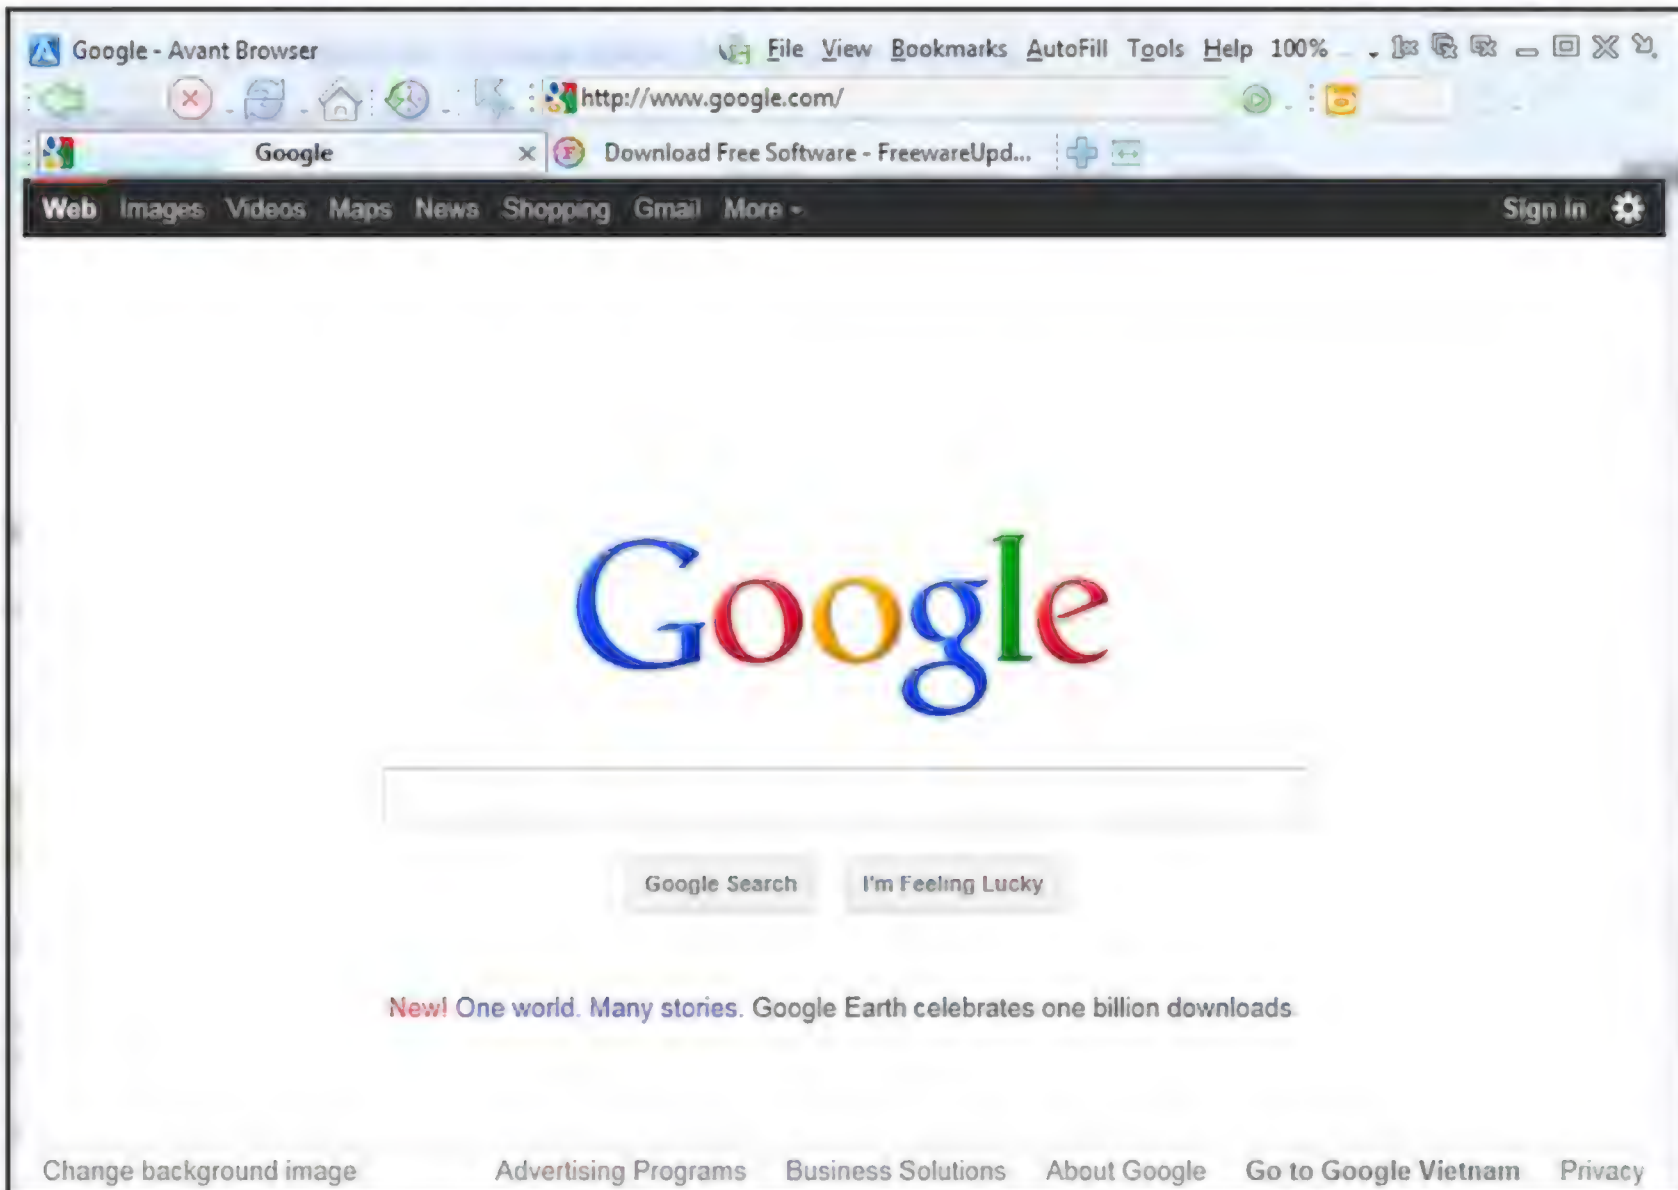 Google - Avant Browser File View Bookmarks AutoFill Tools Help 100%
http://www.google.com/
Google Download Free Software - FreewareUpd...
Web Images Videos Maps News Shopping Gmail More Sign in
Google
Google Search I'm Feeling Lucky
New! One world. Many stories. Google Earth celebrates one billion downloads
Change background image Advertising Programs Business Solutions About Google Go to Google Vietnam Privacy